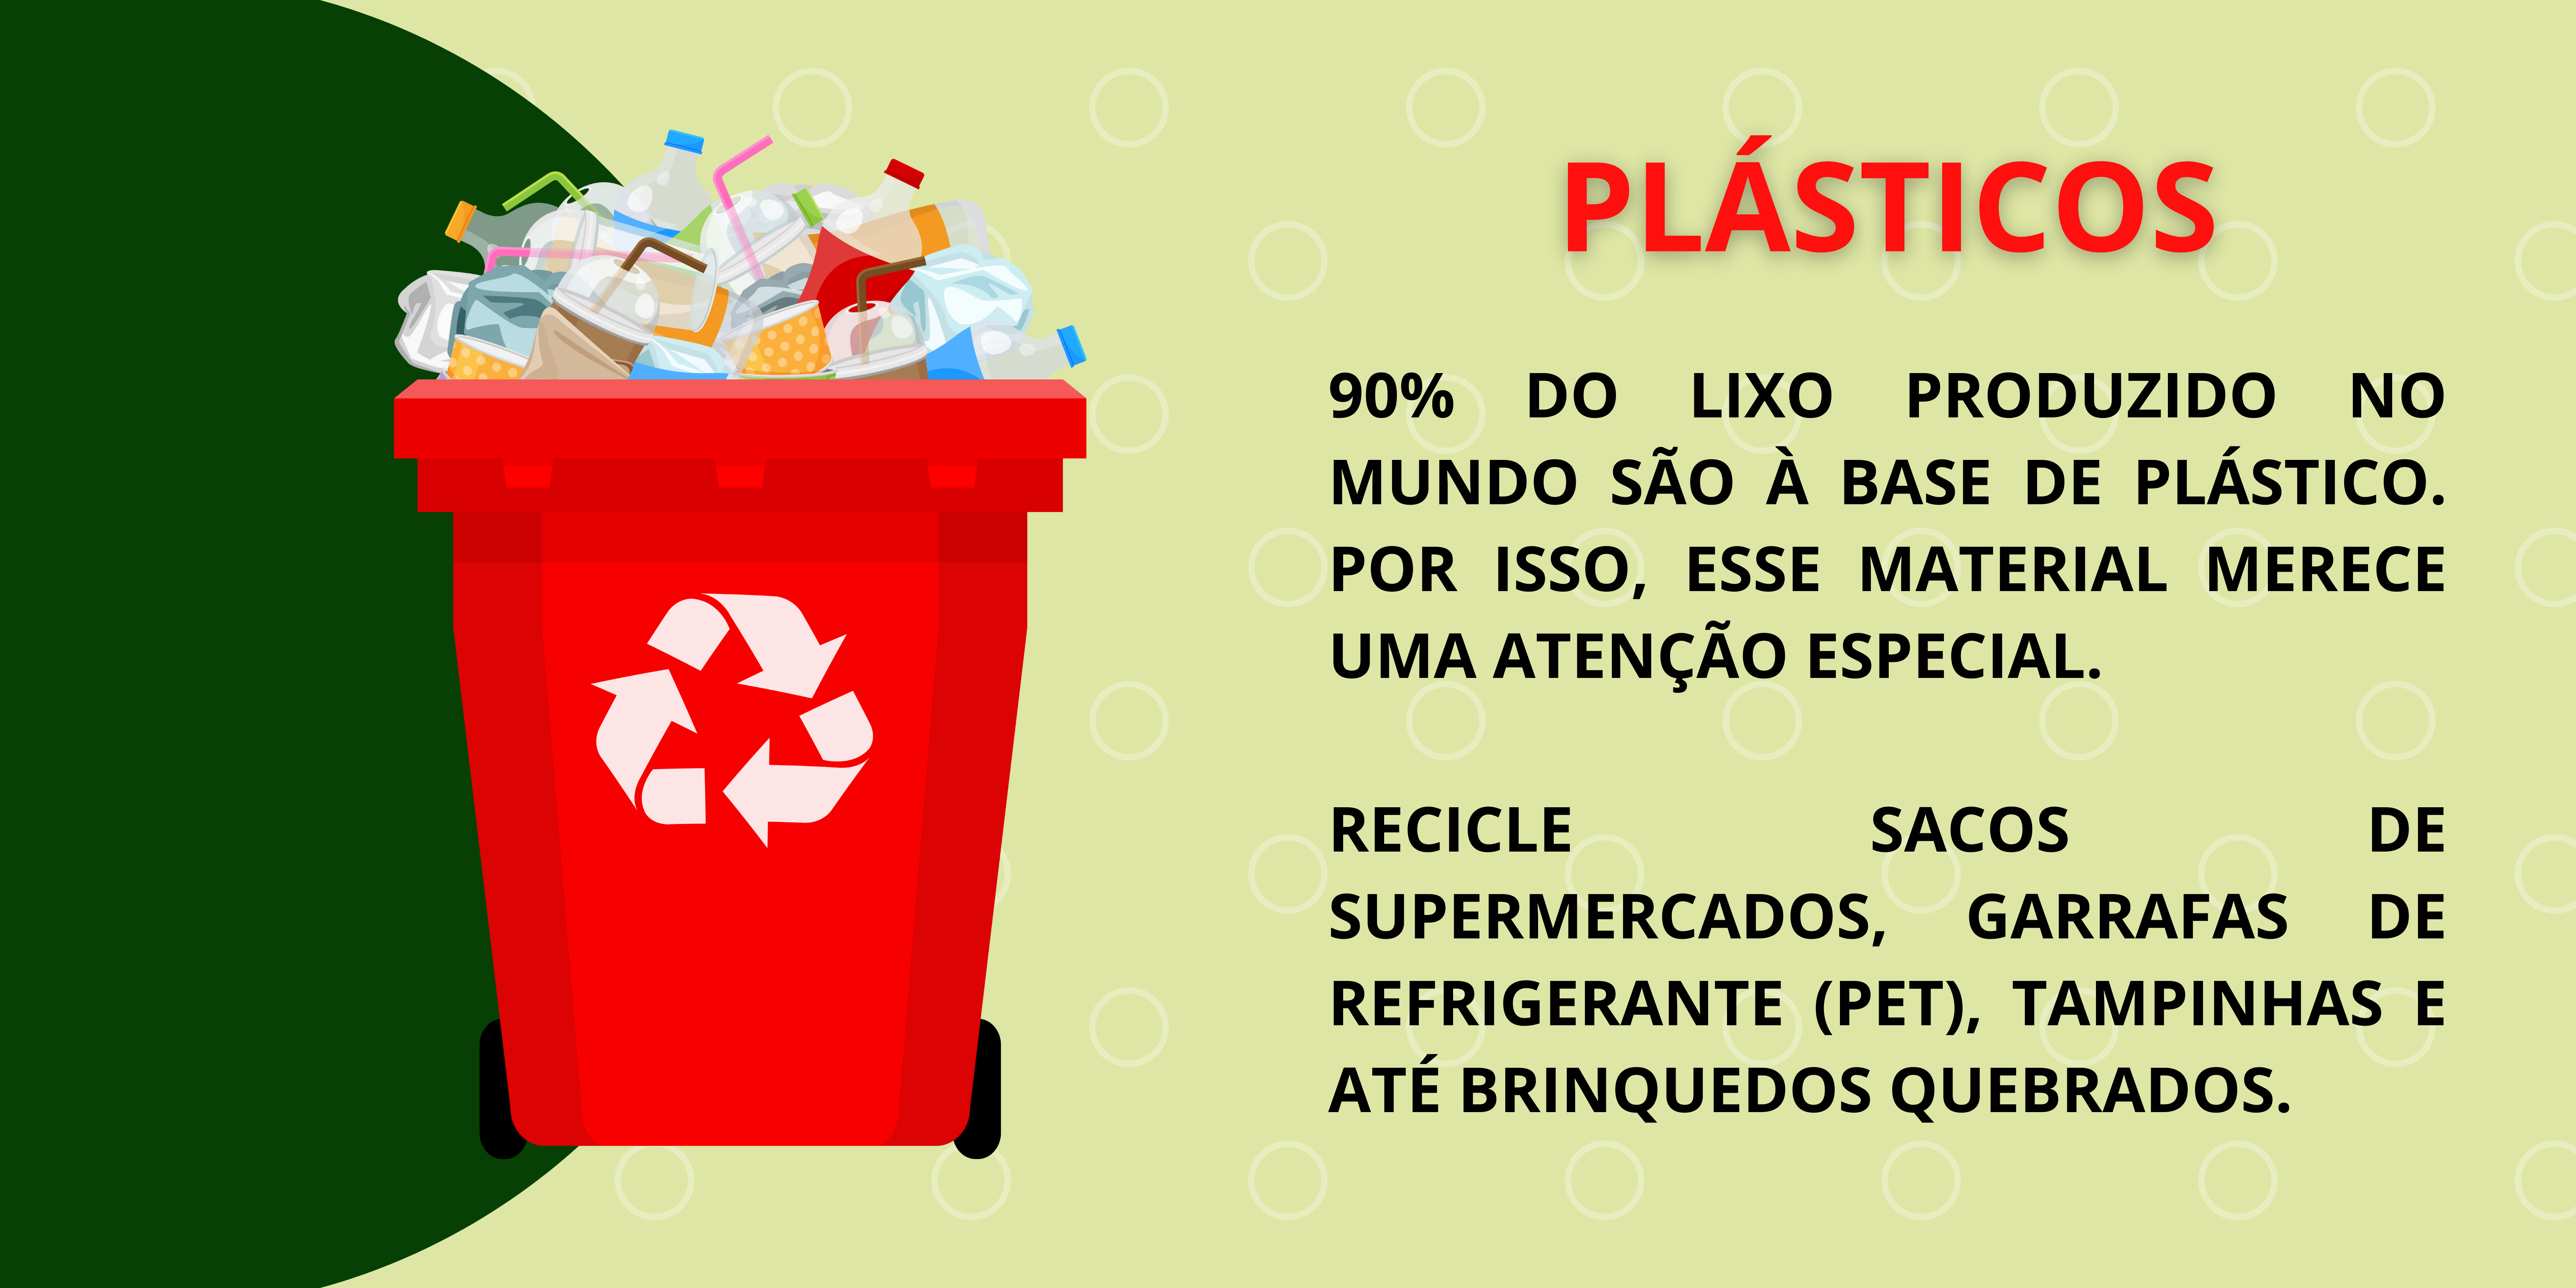 PLÁSTICOS
90% DO LIXO PRODUZIDO NO
MUNDO SÃO À BASE DE PLÁSTICO.
POR ISSO, ESSE MATERIAL MERECE
UMA ATENÇÃO ESPECIAL.
RECICLE SACOS DE
SUPERMERCADOS, GARRAFAS DE
REFRIGERANTE (PET), TAMPINHAS E
ATÉ BRINQUEDOS QUEBRADOS.